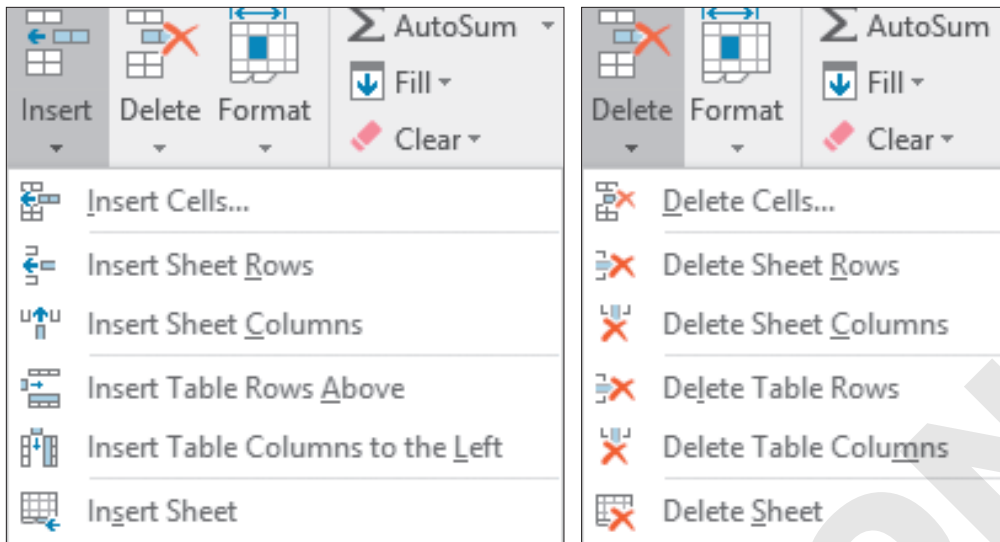 AutoSum
Fill
Insert Delete Format
Clear
Insert Cells...
Insert Sheet Rows
Insert Sheet Columns
Insert Table Rows Above
Insert Table Columns to the Left
Insert Sheet
AutoSum
Fill
Delete Format
Clear
Delete Cells...
Delete Sheet Rows
Delete Sheet Columns
Delete Table Rows
Delete Table Columns
Delete Sheet